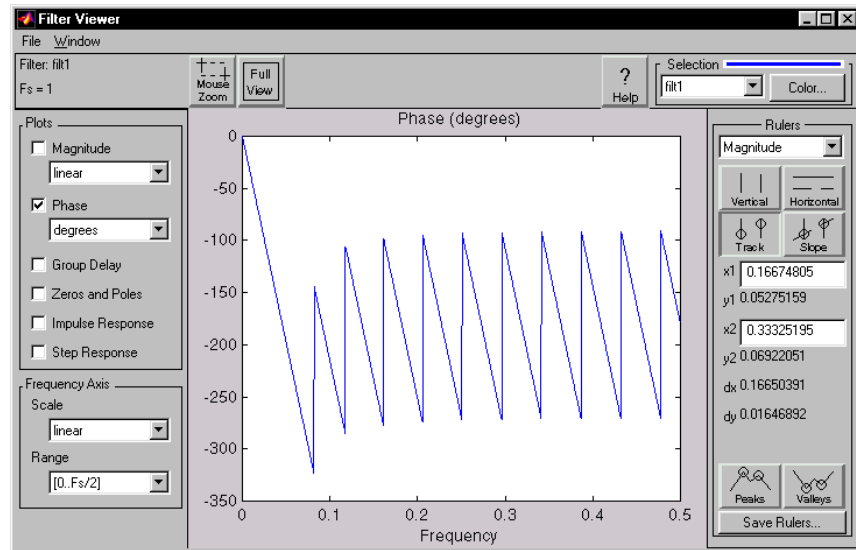 Filter Viewer
File Window
Filter: filt1
Fs = 1
Mouse
Zoom
Full
View
?
Help
Selection
filt1
Color...
Plots
Magnitude
linear
Phase
degrees
Group Delay
Zeros and Poles
Impulse Response
Step Response
Frequency Axis
Scale
linear
Range
[0..Fs/2]
Phase (degrees)
0
-50
-100
-150
-200
-250
-300
-350
0 0.1 0.2 0.3 0.4 0.5
Frequency
Rulers
Magnitude
Vertical Horizontal
Track Slope
x1 0.16674805
y1 0.05275159
x2 0.33325195
y2 0.06922051
dx 0.16650391
dy 0.01646892
Peaks Valleys
Save Rulers...